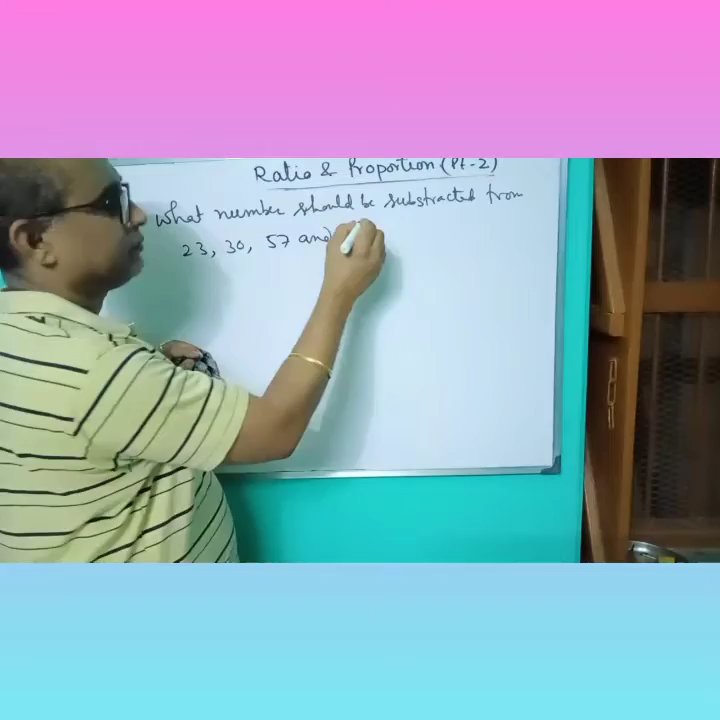 Ratio & Proportion (Pt-2)
What number should be substracted from
23, 30, 57 and